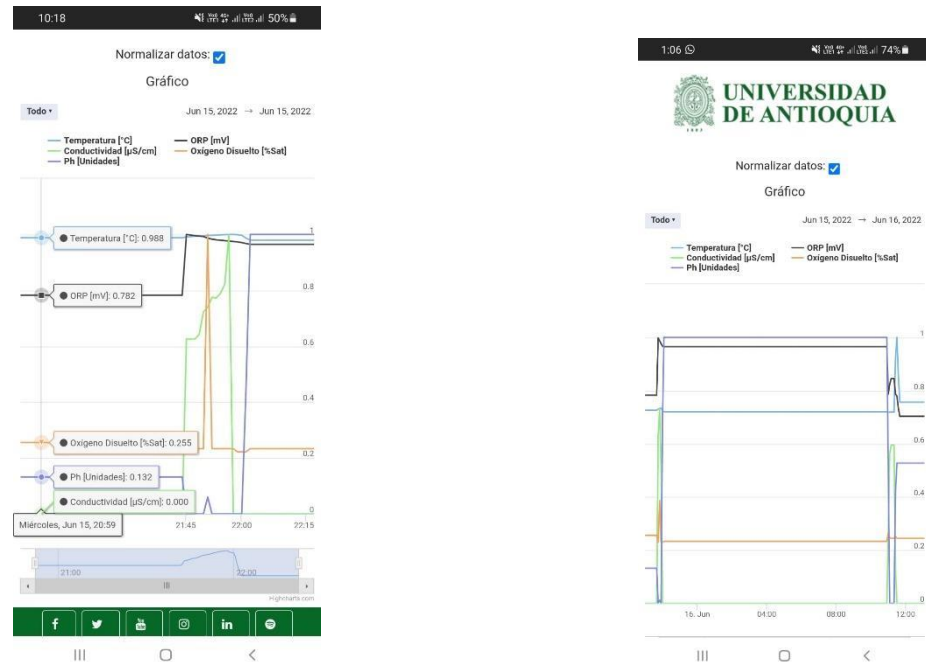 10:18
50%
Normalizar datos:
Gráfico
Todo
Jun 15, 2022 → Jun 15, 2022
Temperatura [°C]
ORP [mV]
Conductividad [µS/cm]
Oxígeno Disuelto [%Sat]
Ph [Unidades]
1
Temperatura [°C]: 0.988
0.8
ORP [mV]: 0.782
0.6
0.4
Oxígeno Disuelto [%Sat]: 0.255
0.2
Ph [Unidades]: 0.132
Conductividad [µS/cm]: 0.000
0
Miércoles, Jun 15, 20:59
21:45 22:00 22:15
21:00 22:00
Highcharts.com
1:06
74%
UNIVERSIDAD
DE ANTIOQUIA
1803
Normalizar datos:
Gráfico
Todo
Jun 15, 2022 → Jun 16, 2022
Temperatura [°C]
ORP [mV]
Conductividad [µS/cm]
Oxígeno Disuelto [%Sat]
Ph [Unidades]
1
0.8
0.6
0.4
0.2
0
16. Jun 04:00 08:00 12:00